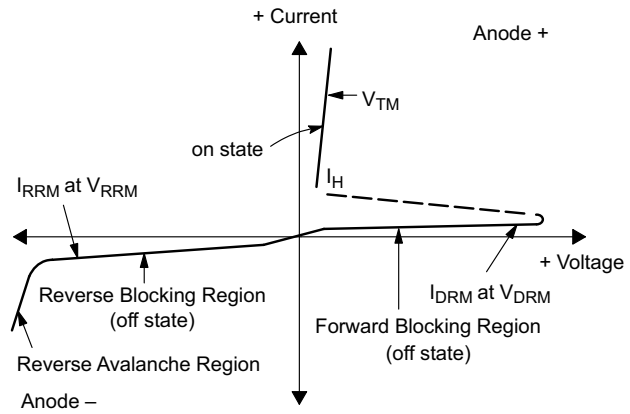 + Current
Anode +
V_TM
on state
I_H
I_RRM at V_RRM
+ Voltage
I_DRM at V_DRM
Reverse Blocking Region
(off state)
Forward Blocking Region
(off state)
Reverse Avalanche Region
Anode –